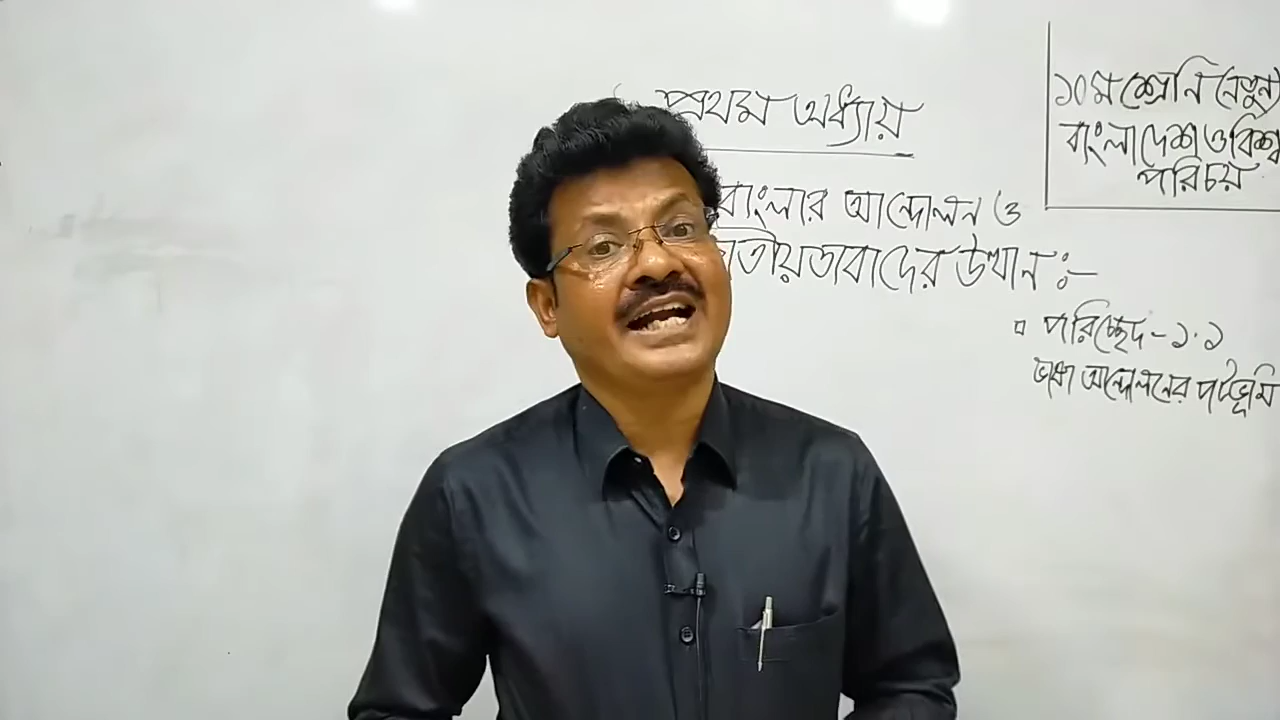 প্রথম অধ্যায়
বাংলার আন্দোলন ও
জাতীয়তাবাদের উত্থান :-
১০ম শ্রেনি (নতুন)
বাংলাদেশ ও বিশ্ব
পরিচয়
▫ পরিচ্ছেদ - ১.১
ভাষা আন্দোলনের পটভূমি